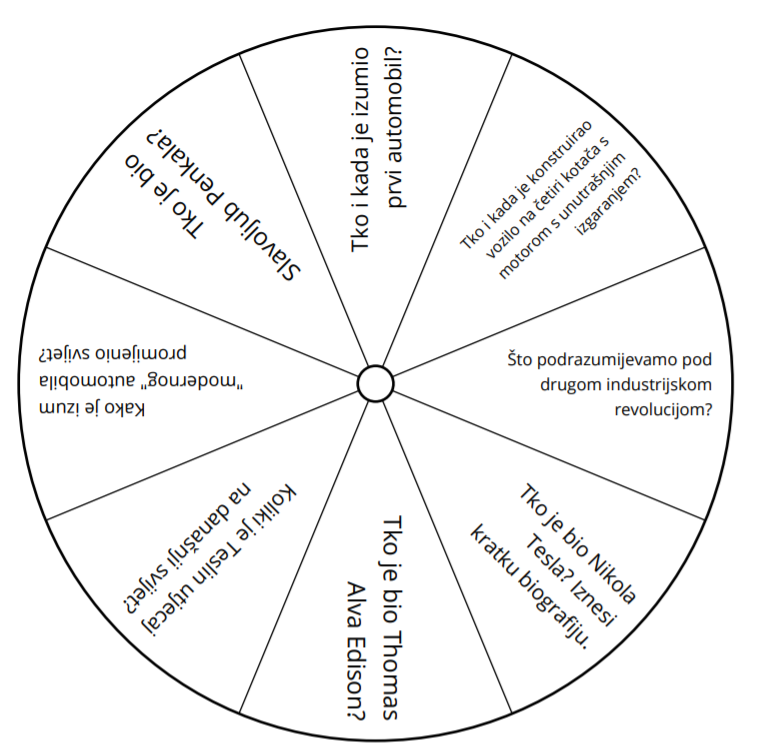 Tko i kada je izumio
prvi automobil?
Tko i kada je konstruirao
vozilo na četiri kotača s
motorom s unutrašnjim
izgaranjem?
Što podrazumijevamo pod
drugom industrijskom
revolucijom?
Tko je bio Nikola
Tesla? Iznesi
kratku biografiju.
Tko je bio Thomas
Alva Edison?
Koliki je Teslin utjecaj
na današnji svijet?
Kako je izum
"modernog" automobila
promijenio svijet?
Tko je bio
Slavoljub Penkala?